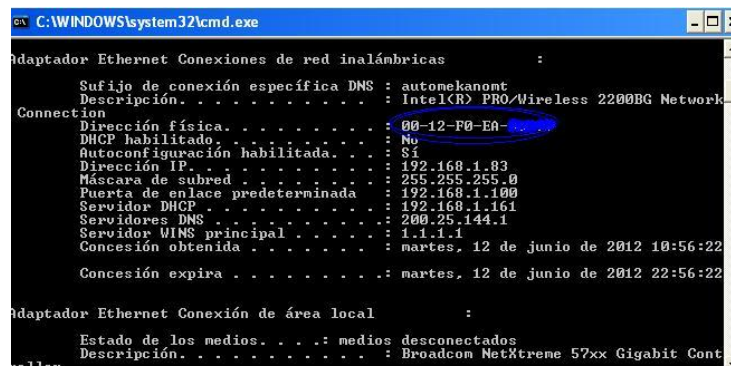 C:\WINDOWS\system32\cmd.exe
Adaptador Ethernet Conexiones de red inalámbricas :
Sufijo de conexión específica DNS : automekanomt
Descripción. . . . . . . . . . . : Intel(R) PRO/Wireless 2200BG Network
Connection
Dirección física. . . . . . . . . : 00-12-F0-EA-
DHCP habilitado. . . . . . . . . : No
Autoconfiguración habilitada. . . : Sí
Dirección IP. . . . . . . . . . . : 192.168.1.83
Máscara de subred . . . . . . . . : 255.255.255.0
Puerta de enlace predeterminada : 192.168.1.100
Servidor DHCP . . . . . . . . . . : 192.168.1.161
Servidores DNS . . . . . . . . . .: 200.25.144.1
Servidor WINS principal . . . . . : 1.1.1.1
Concesión obtenida . . . . . . . : martes, 12 de junio de 2012 10:56:22
Concesión expira . . . . . . . . .: martes, 12 de junio de 2012 22:56:22
Adaptador Ethernet Conexión de área local :
Estado de los medios. . . .: medios desconectados
Descripción. . . . . . . . . . . : Broadcom NetXtreme 57xx Gigabit Cont